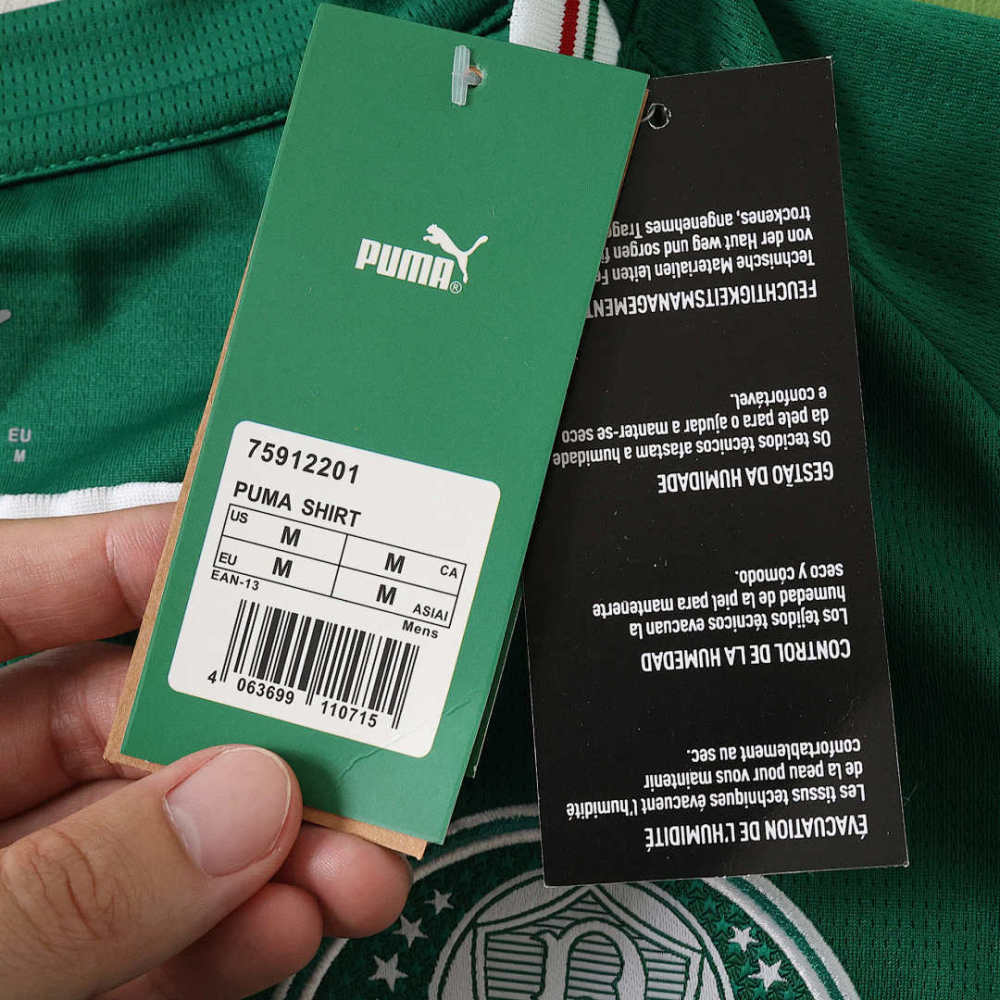 PUMA®
75912201
PUMA SHIRT
US M M CA
EU M M ASIAI
EAN-13
Mens
4 063699 110715
EU
M
ÉVACUATION DE L'HUMIDITÉ
Les tissus techniques évacuent l'humidité
de la peau pour vous maintenir
confortablement au sec.
CONTROL DE LA HUMEDAD
Los tejidos técnicos evacuan la
humedad de la piel para mantenerte
seco y cómodo.
GESTÃO DA HUMIDADE
Os tecidos técnicos afastam a humidade
da pele para o ajudar a manter-se seco
e confortável.
FEUCHTIGKEITSMANAGEMENT
Technische Materialien leiten
von der Haut weg und sorgen
trockenes, angenehmes